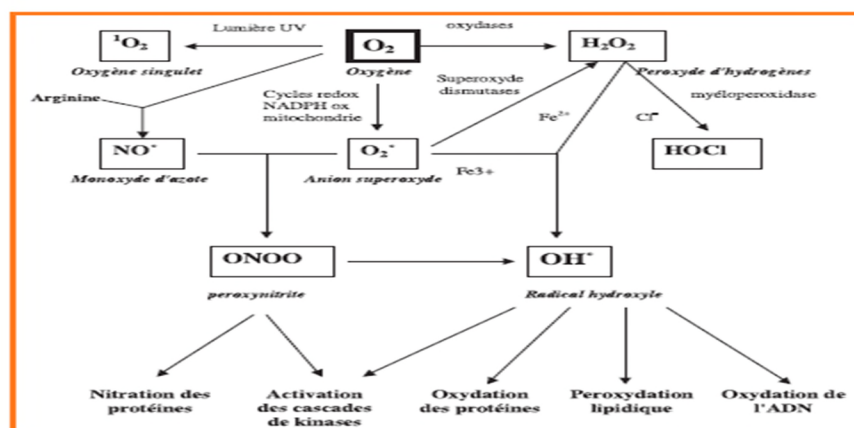 Lumière UV
oxydases
¹O₂
O₂
H₂O₂
Oxygène singulet
Oxygène
Peroxyde d'hydrogènes
Arginine
Cycles redox
NADPH ox
mitochondrie
Superoxyde
dismutases
myéloperoxidase
Fe²⁺
Cl⁻
NO•
O₂•
HOCl
Monoxyde d'azote
Anion superoxyde
Fe3+
ONOO
OH•
peroxynitrite
Radical hydroxyle
Nitration des
protéines
Activation
des cascades
de kinases
Oxydation
des protéines
Peroxydation
lipidique
Oxydation de
l'ADN